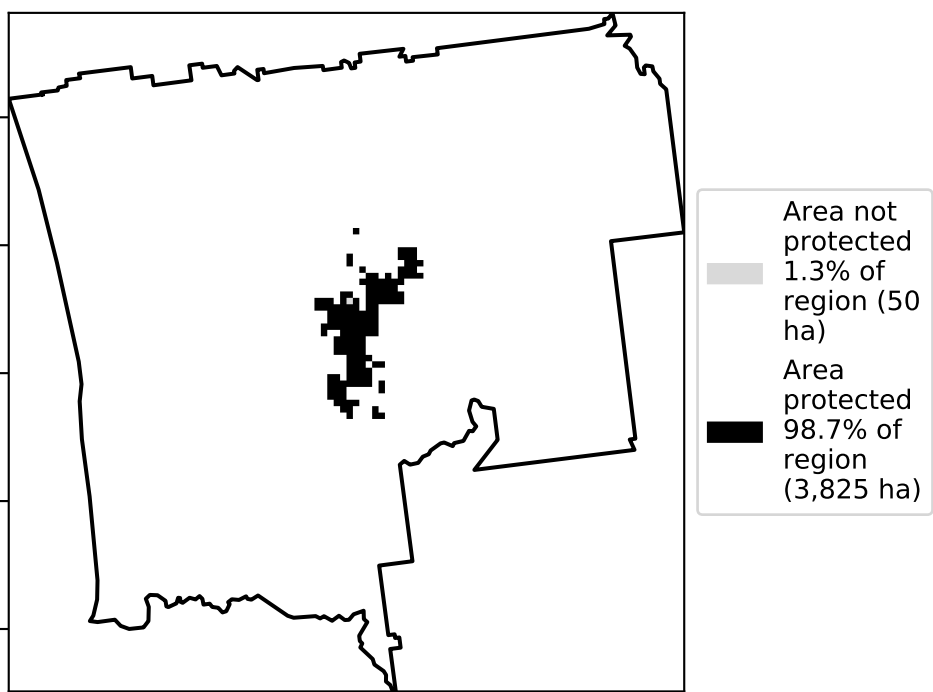 Area not
protected
1.3% of
region (50
ha)
Area
protected
98.7% of
region
(3,825 ha)